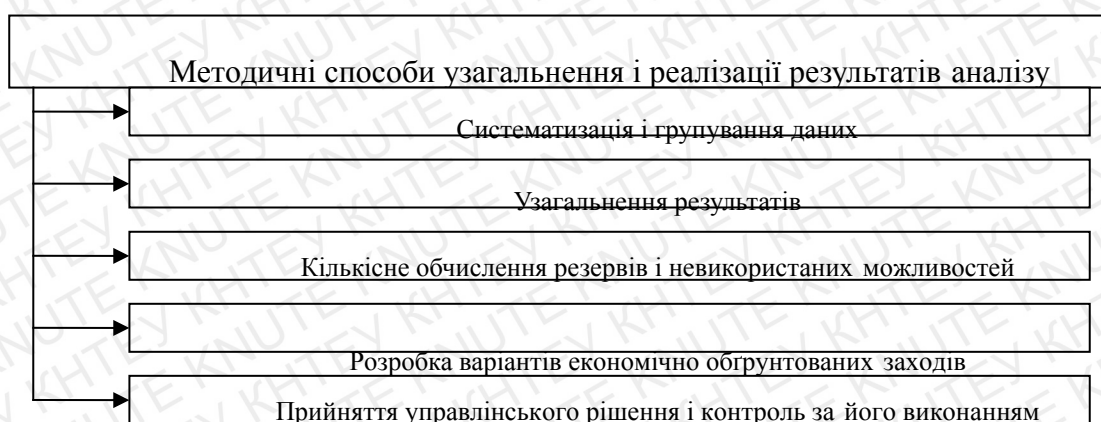 Методичні способи узагальнення і реалізації результатів аналізу
Систематизація і групування даних
Узагальнення результатів
Кількісне обчислення резервів і невикористаних можливостей
Розробка варіантів економічно обґрунтованих заходів
Прийняття управлінського рішення і контроль за його виконанням